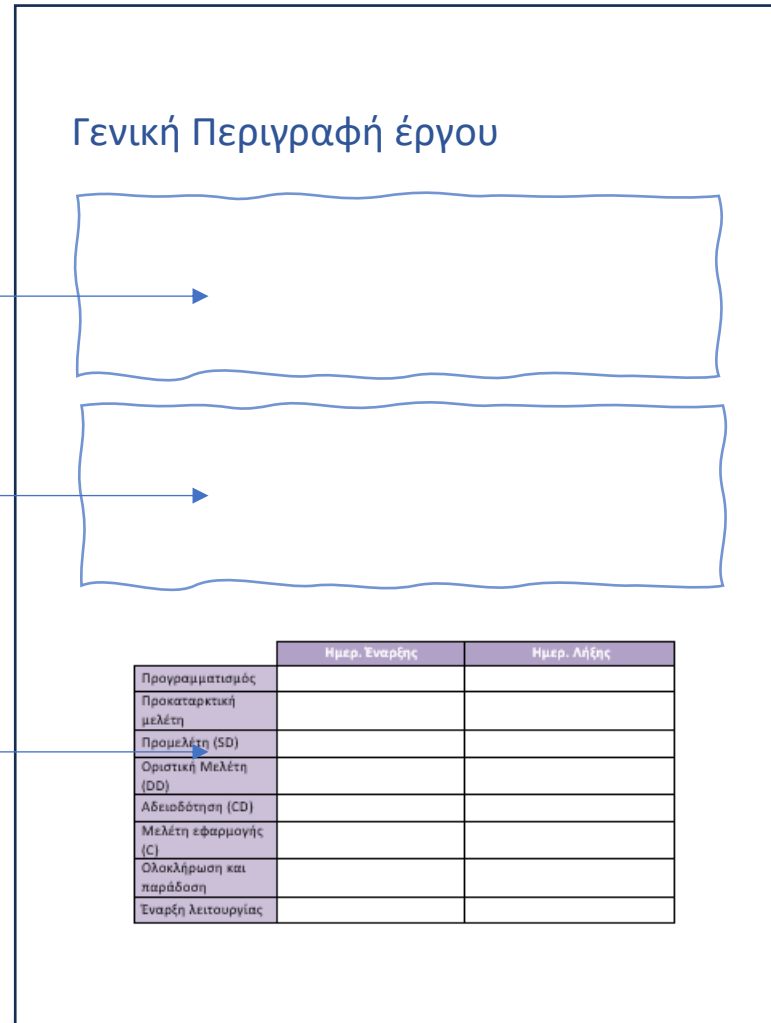 Γενική Περιγραφή έργου
Ημερ. Έναρξης Ημερ. Λήξης
Προγραμματισμός
Προκαταρκτική
μελέτη
Προμελέτη (SD)
Οριστική Μελέτη
(DD)
Αδειοδότηση (CD)
Μελέτη εφαρμογής
(C)
Ολοκλήρωση και
παράδοση
Έναρξη λειτουργίας